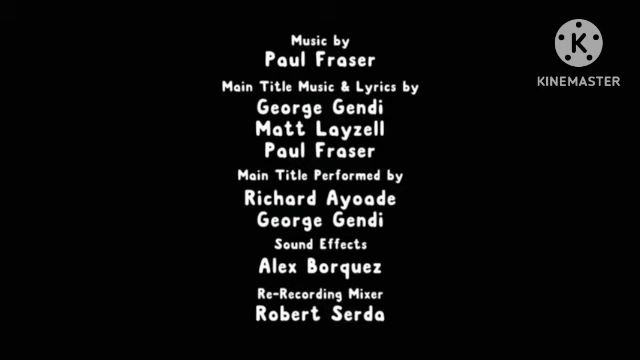 Music by
Paul Fraser
Main Title Music & Lyrics by
George Gendi
Matt Layzell
Paul Fraser
Main Title Performed by
Richard Ayoade
George Gendi
Sound Effects
Alex Borquez
Re-Recording Mixer
Robert Serda
K
KINEMASTER